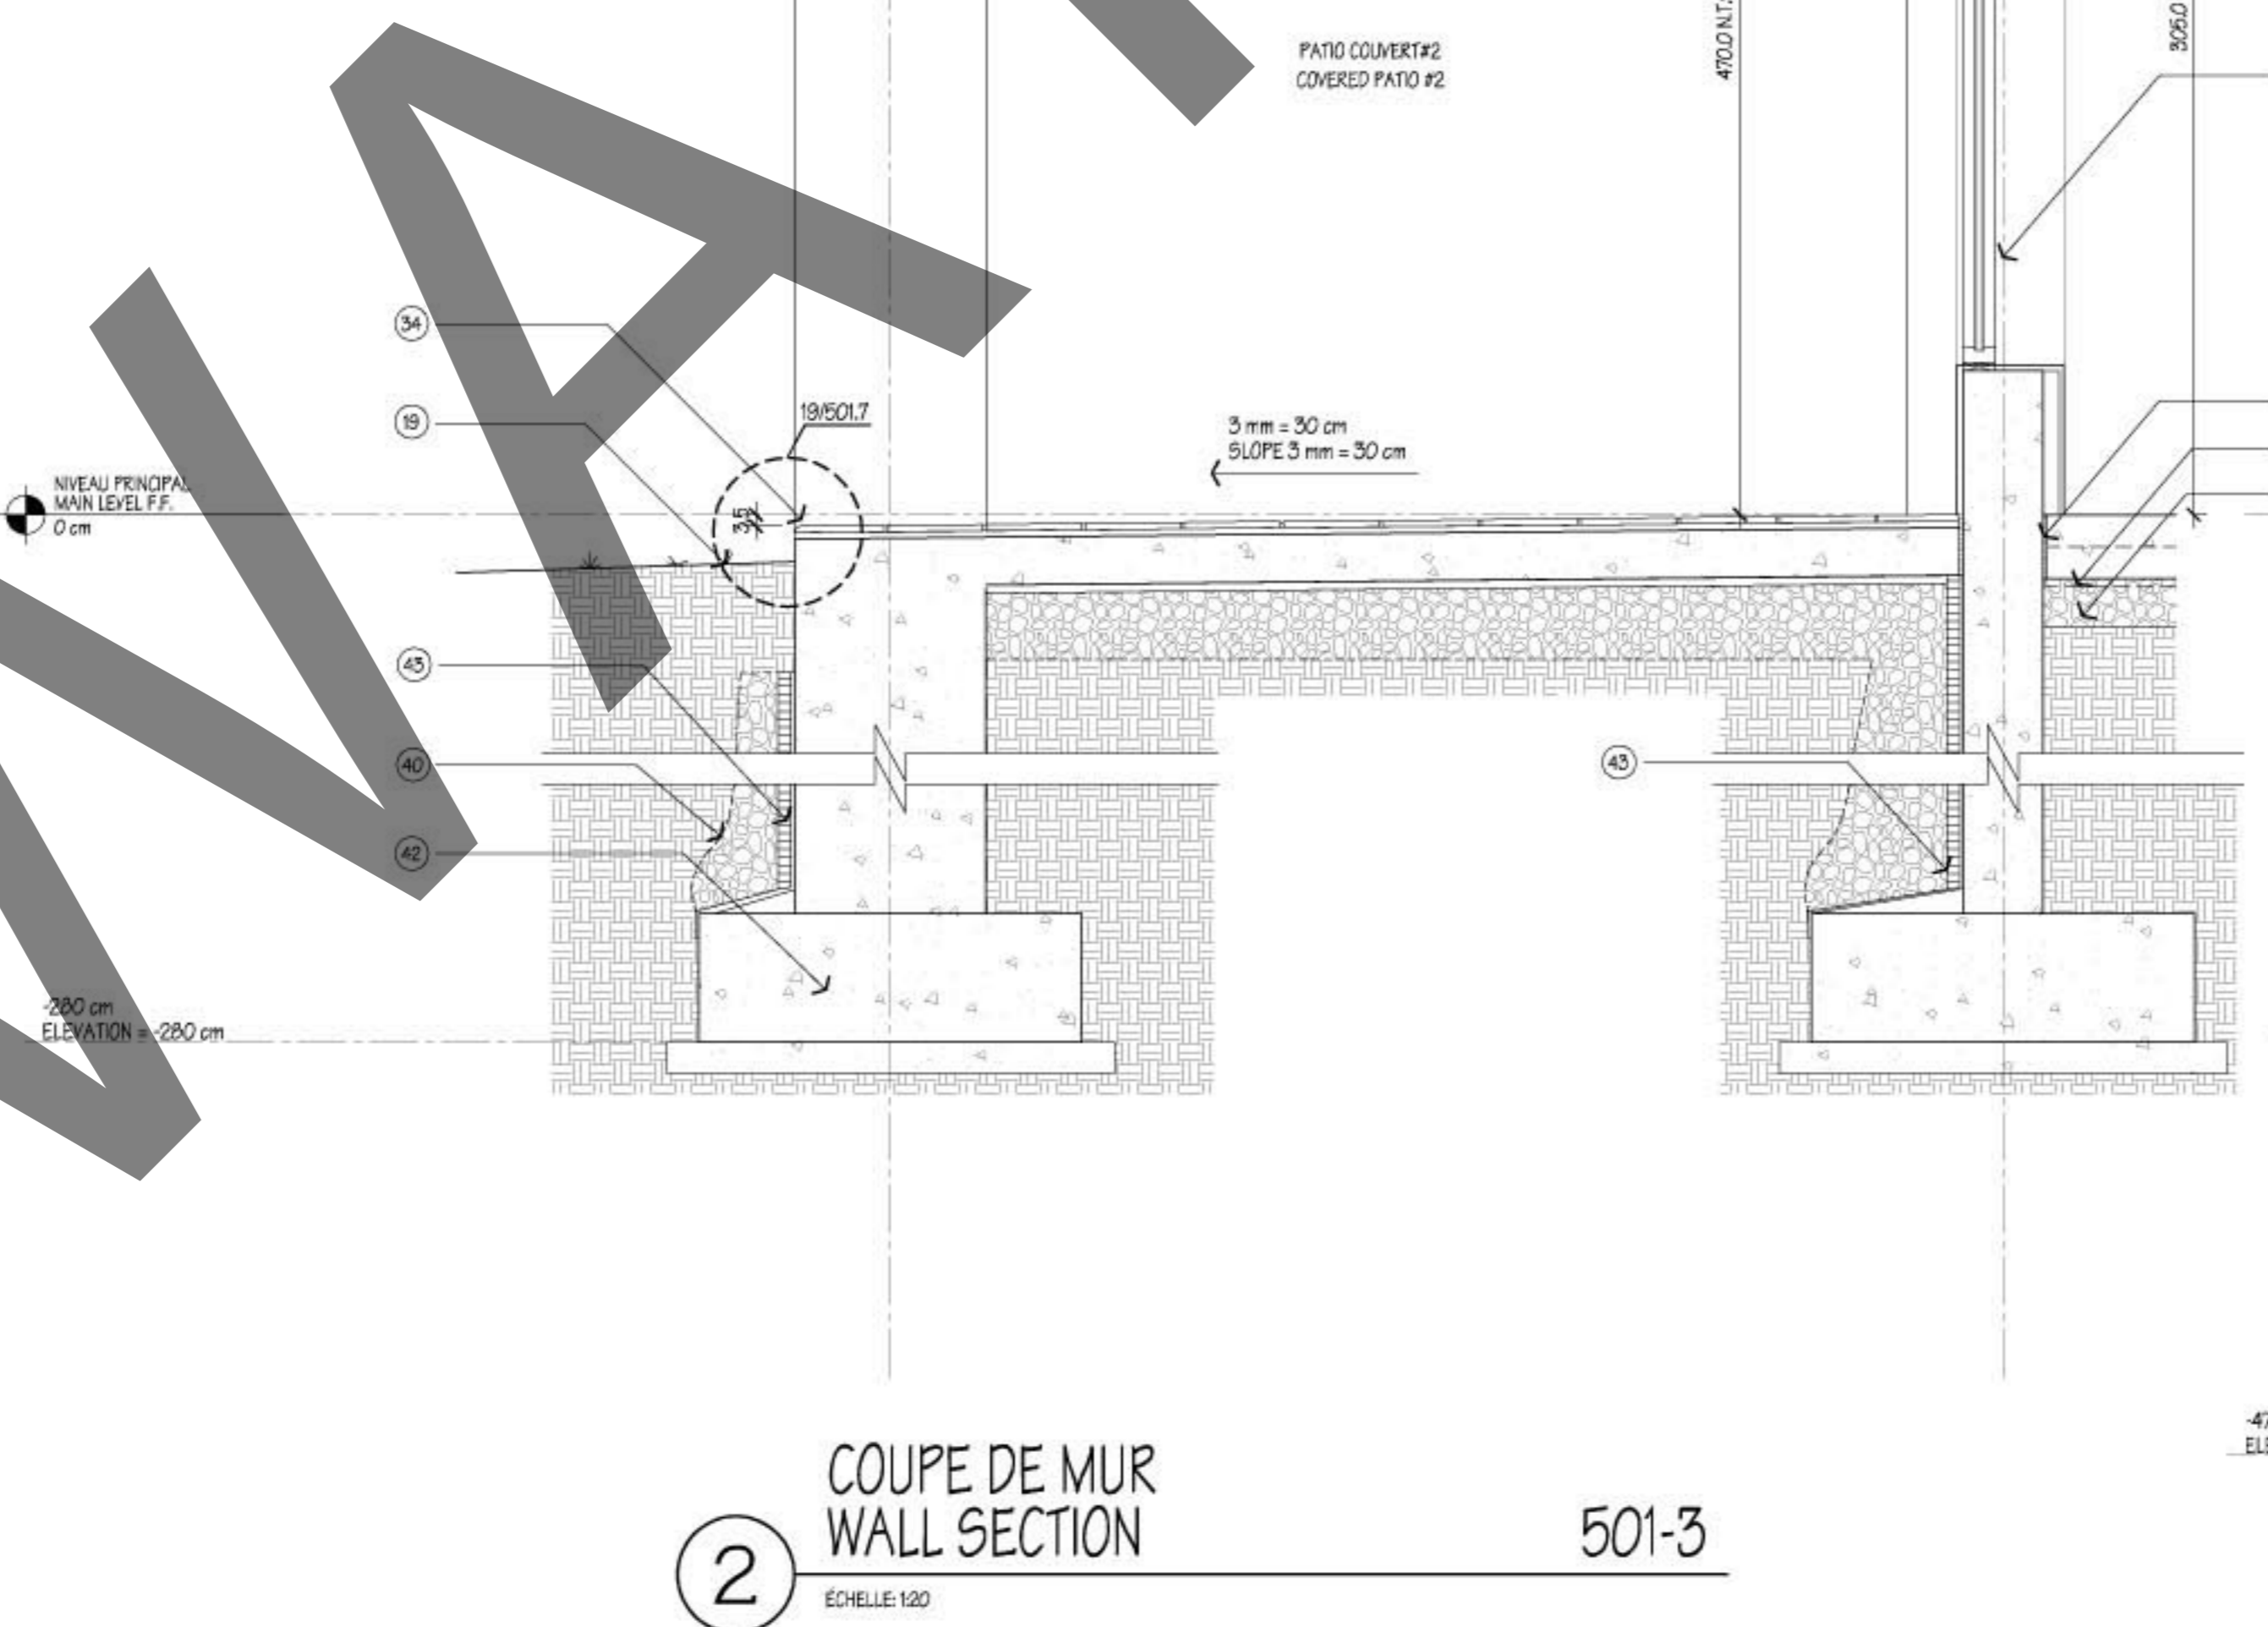 PATIO COUVERT#2
COVERED PATIO #2
470.0 N.T.
305.0
34
19
19/501.7
3 mm = 30 cm
SLOPE 3 mm = 30 cm
NIVEAU PRINCIPAL
MAIN LEVEL F.F.
0 cm
3.5
43
40
43
42
-280 cm
ELEVATION = -280 cm
-47
ELE
COUPE DE MUR
WALL SECTION
501-3
2
ÉCHELLE: 1:20